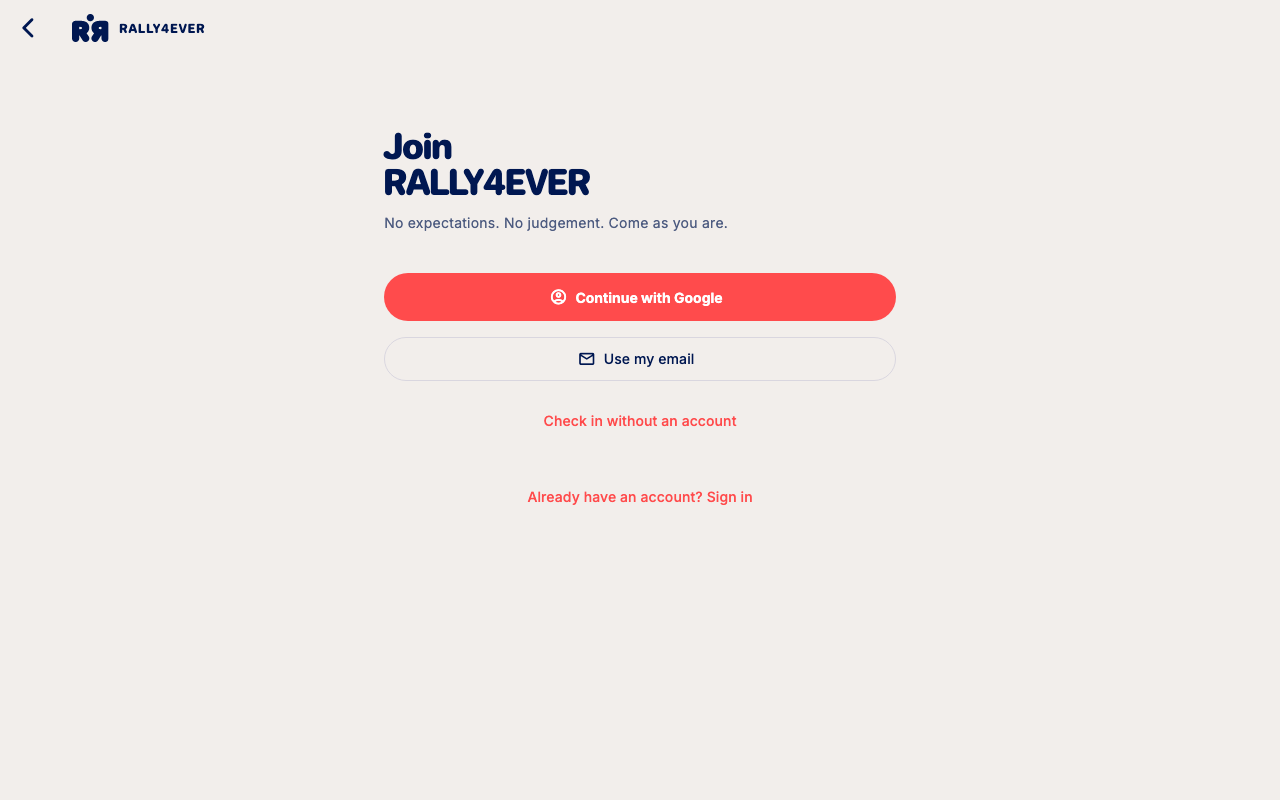 RALLY4EVER
Join
RALLY4EVER
No expectations. No judgement. Come as you are.
Continue with Google
Use my email
Check in without an account
Already have an account? Sign in